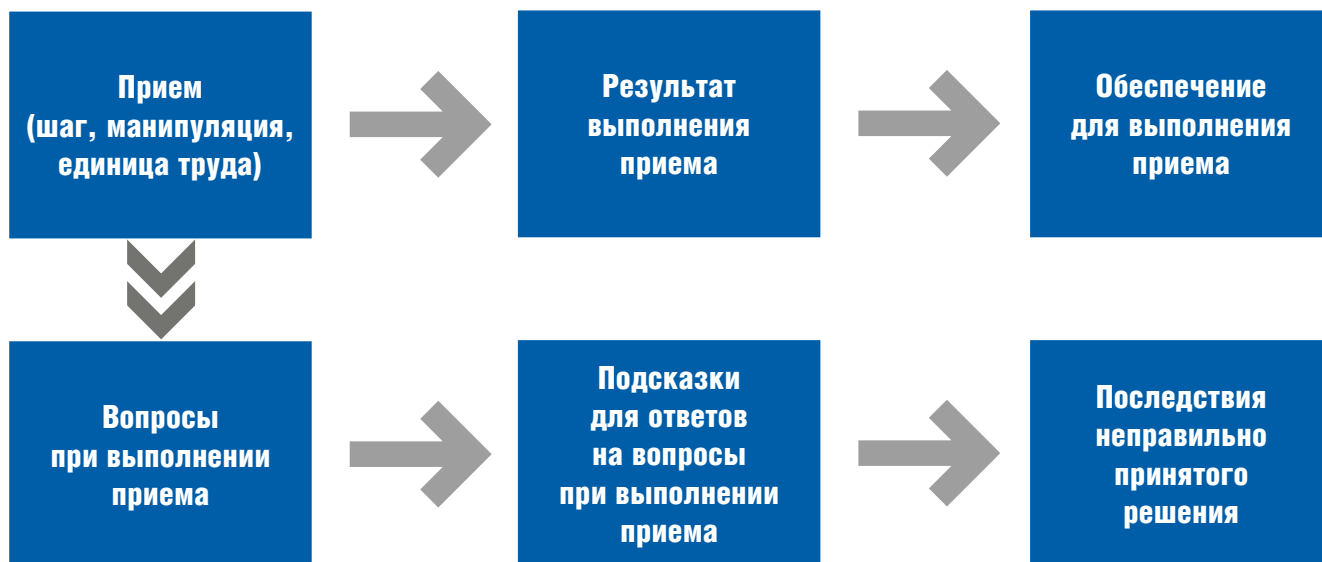 Прием
(шаг, манипуляция,
единица труда)
Результат
выполнения
приема
Обеспечение
для выполнения
приема
Вопросы
при выполнении
приема
Подсказки
для ответов
на вопросы
при выполнении
приема
Последствия
неправильно
принятого
решения